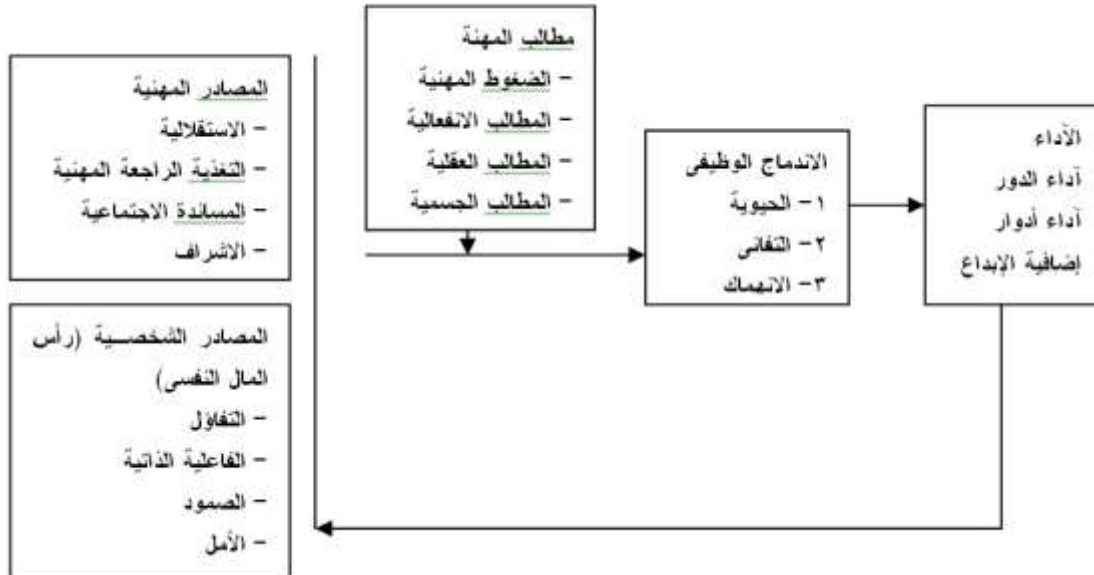 المصادر المهنية
- الاستقلالية
- التغذية الراجعة المهنية
- المساندة الاجتماعية
- الاشراف
المصادر الشخصـــية (رأس
المال النفسى)
- التفاؤل
- الفاعلية الذاتية
- الصمود
- الأمل
مطالب المهنة
- الضغوط المهنية
- المطالب الانفعالية
- المطالب العقلية
- المطالب الجسمية
الاندماج الوظيفى
١- الحيوية
٢- التفانى
٣- الانهماك
الآداء
آداء الدور
آداء أدوار
إضافية الإبداع